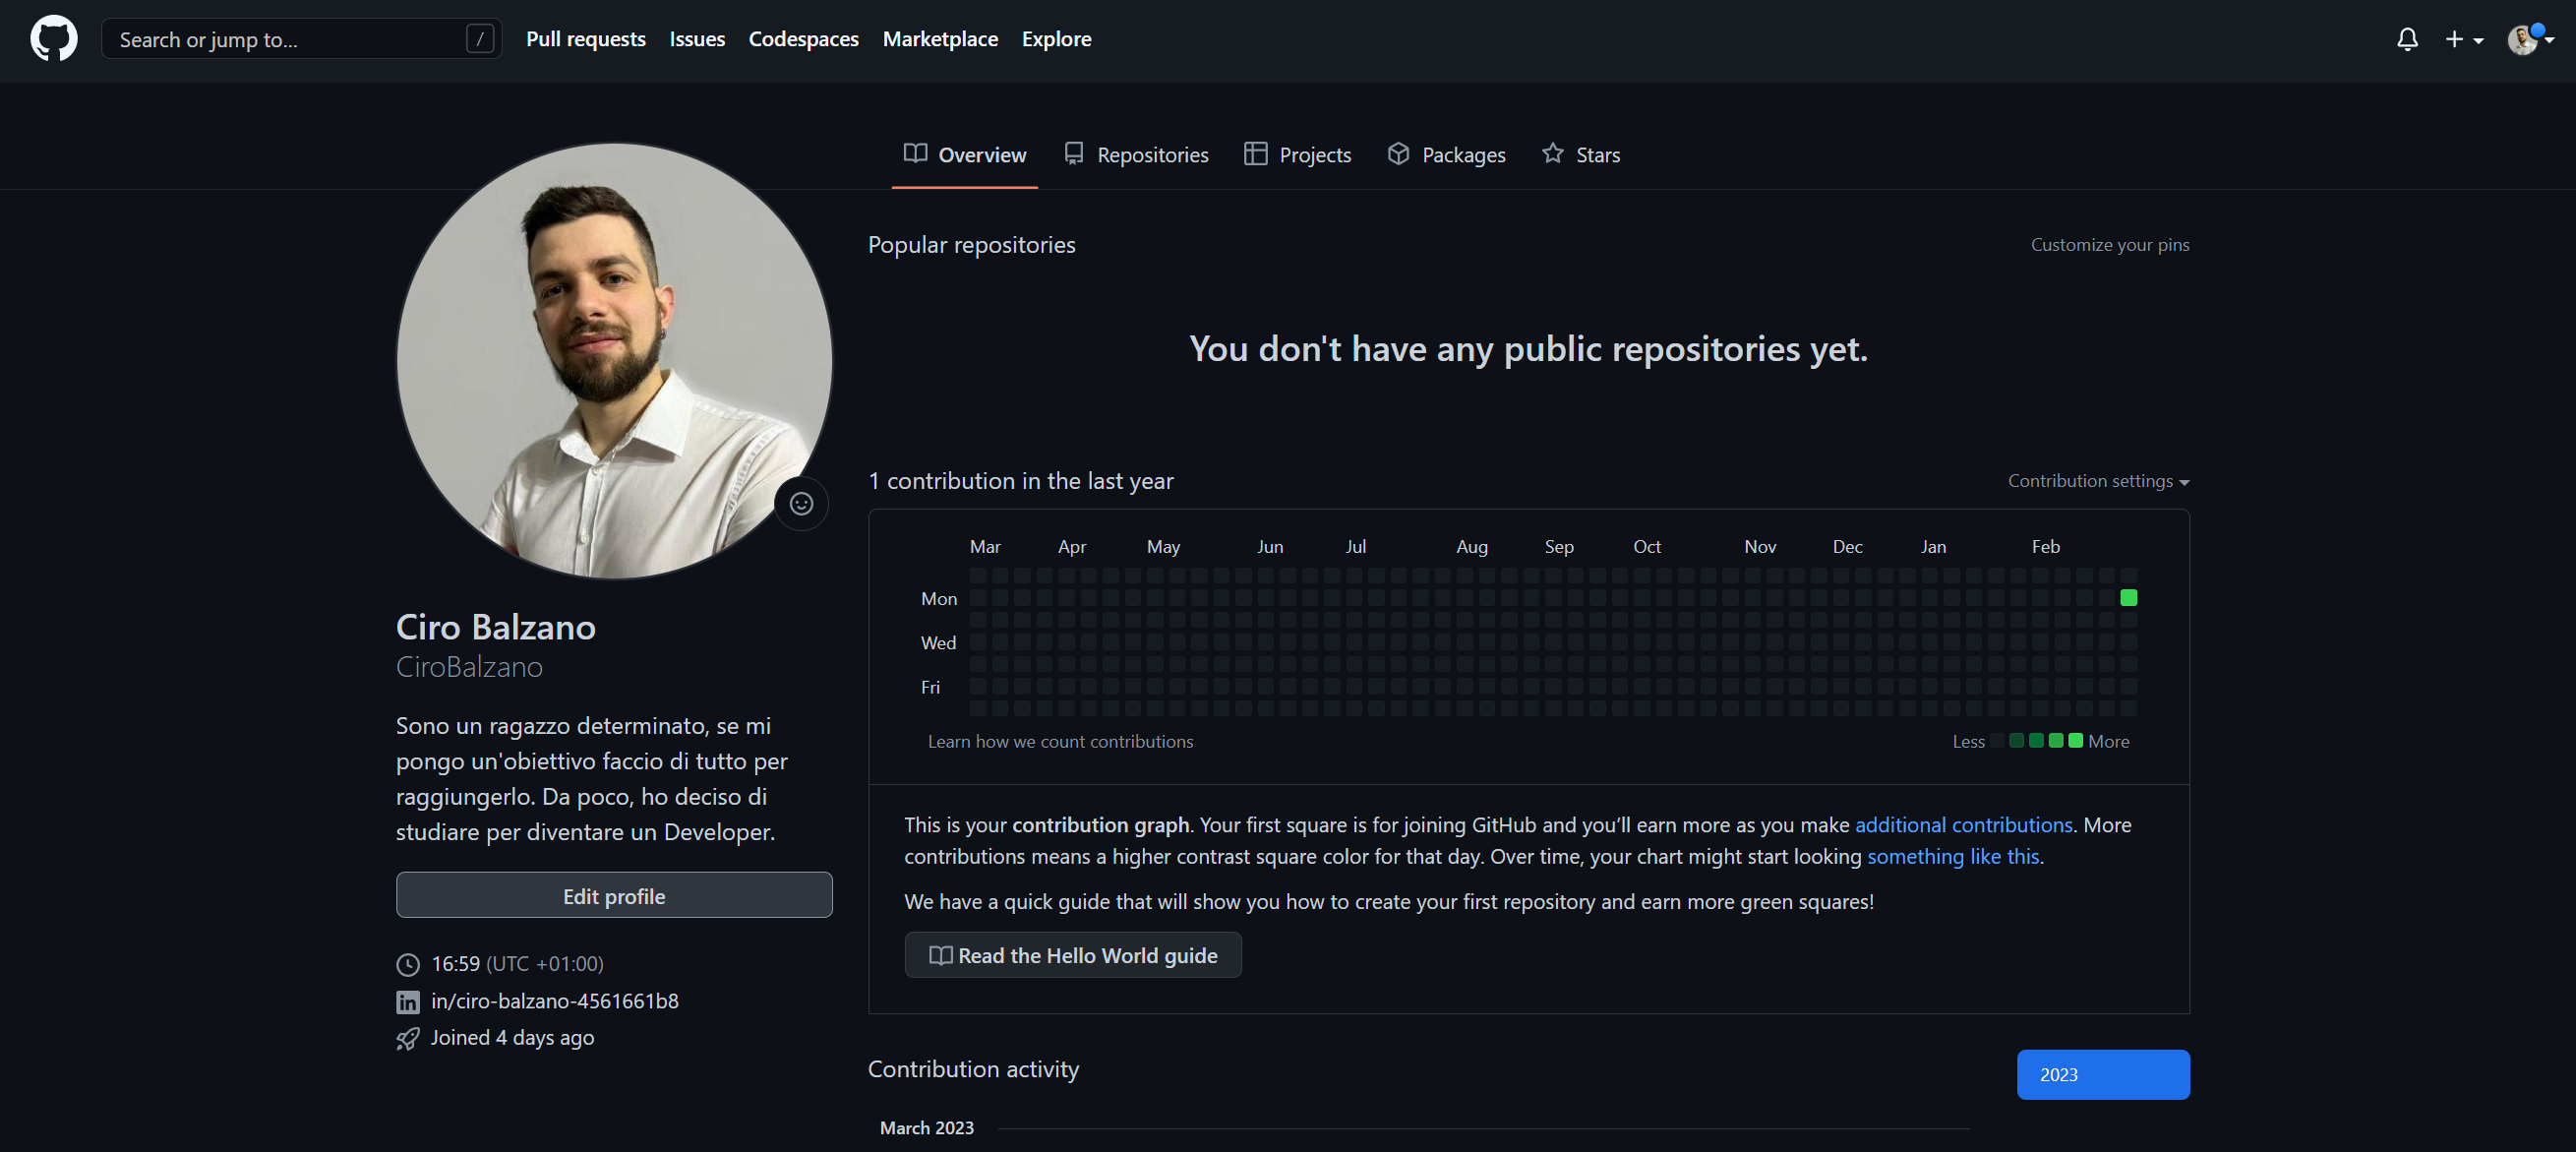 Search or jump to...
/
Pull requests
Issues
Codespaces
Marketplace
Explore
Overview
Repositories
Projects
Packages
Stars
Ciro Balzano
CiroBalzano
Sono un ragazzo determinato, se mi
pongo un'obiettivo faccio di tutto per
raggiungerlo. Da poco, ho deciso di
studiare per diventare un Developer.
Edit profile
16:59 (UTC +01:00)
in/ciro-balzano-4561661b8
Joined 4 days ago
Popular repositories
Customize your pins
You don't have any public repositories yet.
1 contribution in the last year
Contribution settings
Mar Apr May Jun Jul Aug Sep Oct Nov Dec Jan Feb
Mon
Wed
Fri
Learn how we count contributions
Less More
This is your contribution graph. Your first square is for joining GitHub and you’ll earn more as you make additional contributions. More
contributions means a higher contrast square color for that day. Over time, your chart might start looking something like this.
We have a quick guide that will show you how to create your first repository and earn more green squares!
Read the Hello World guide
Contribution activity
2023
March 2023